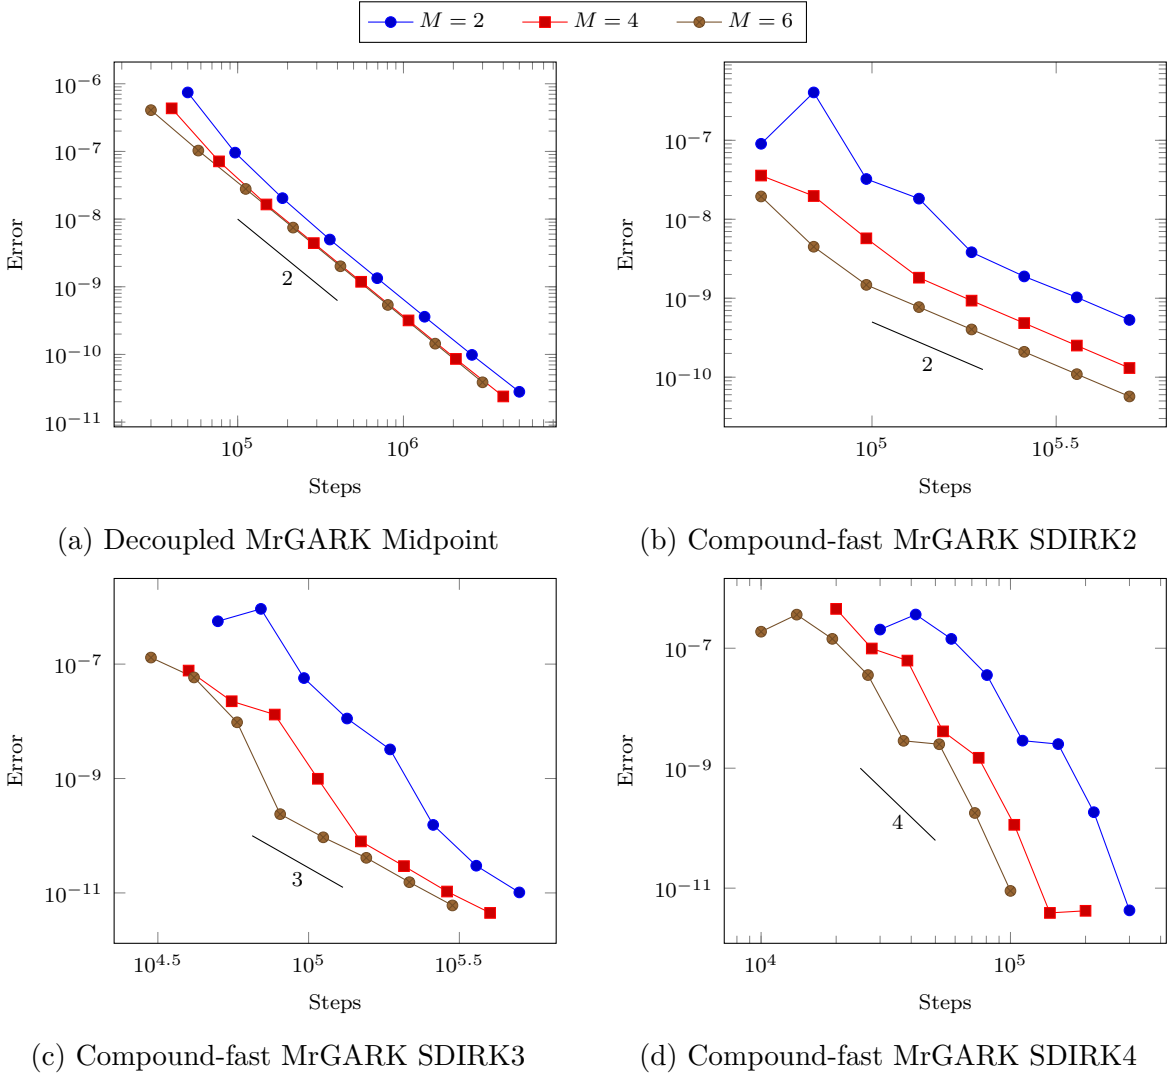 M = 2 M = 4 M = 6
10^−6
10^−7
10^−8
10^−9
10^−10
10^−11
Error
2
10^5 10^6
Steps
(a) Decoupled MrGARK Midpoint
10^−7
10^−8
10^−9
10^−10
Error
2
10^5 10^5.5
Steps
(b) Compound-fast MrGARK SDIRK2
10^−7
10^−9
10^−11
Error
3
10^4.5 10^5 10^5.5
Steps
(c) Compound-fast MrGARK SDIRK3
10^−7
10^−9
10^−11
Error
4
10^4 10^5
Steps
(d) Compound-fast MrGARK SDIRK4